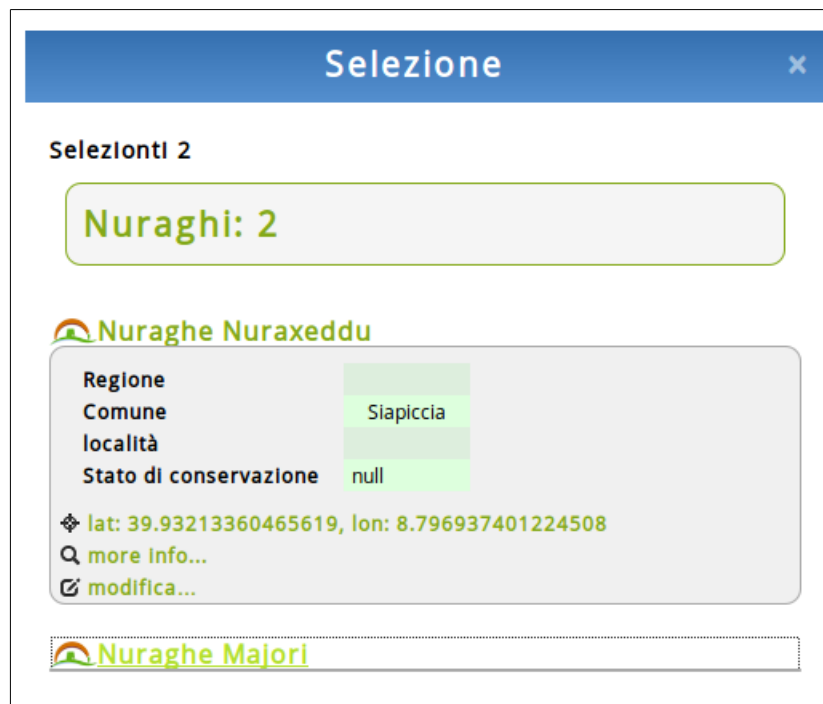 Selezione ×
Selezionti 2
Nuraghi: 2
Nuraghe Nuraxeddu
Regione
Comune Siapiccia
località
Stato di conservazione null
lat: 39.93213360465619, lon: 8.796937401224508
more info...
modifica...
Nuraghe Majori